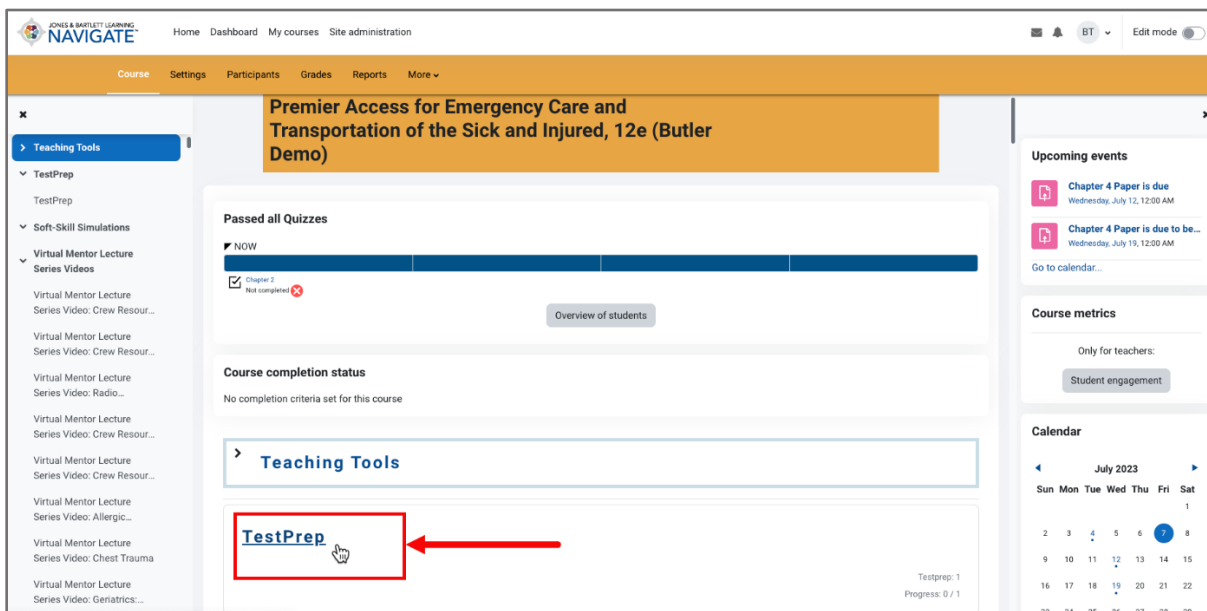 JONES & BARTLETT LEARNING
NAVIGATE
Home Dashboard My courses Site administration
BT
Edit mode
Course Settings Participants Grades Reports More
Teaching Tools
TestPrep
TestPrep
Soft-Skill Simulations
Virtual Mentor Lecture
Series Videos
Virtual Mentor Lecture
Series Video: Crew Resour...
Virtual Mentor Lecture
Series Video: Crew Resour...
Virtual Mentor Lecture
Series Video: Radio...
Virtual Mentor Lecture
Series Video: Crew Resour...
Virtual Mentor Lecture
Series Video: Crew Resour...
Virtual Mentor Lecture
Series Video: Allergic...
Virtual Mentor Lecture
Series Video: Chest Trauma
Virtual Mentor Lecture
Series Video: Geriatrics:...
Premier Access for Emergency Care and
Transportation of the Sick and Injured, 12e (Butler
Demo)
Passed all Quizzes
NOW
Chapter 2
Not completed
Overview of students
Course completion status
No completion criteria set for this course
Teaching Tools
TestPrep
Testprep: 1
Progress: 0 / 1
Upcoming events
Chapter 4 Paper is due
Wednesday, July 12, 12:00 AM
Chapter 4 Paper is due to be...
Wednesday, July 19, 12:00 AM
Go to calendar...
Course metrics
Only for teachers:
Student engagement
Calendar
July 2023
Sun Mon Tue Wed Thu Fri Sat
1
2 3 4 5 6 7 8
9 10 11 12 13 14 15
16 17 18 19 20 21 22